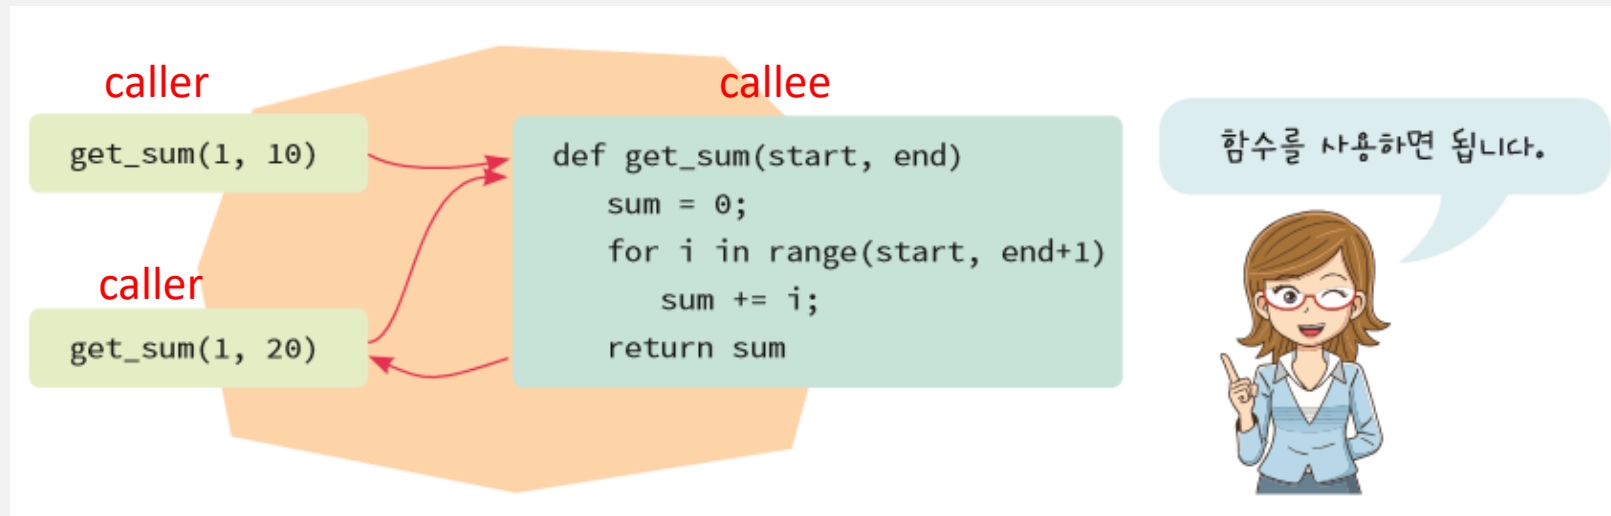 caller
get_sum(1, 10)
caller
get_sum(1, 20)
callee
def get_sum(start, end)
sum = 0;
for i in range(start, end+1)
sum += i;
return sum
함수를 사용하면 됩니다.